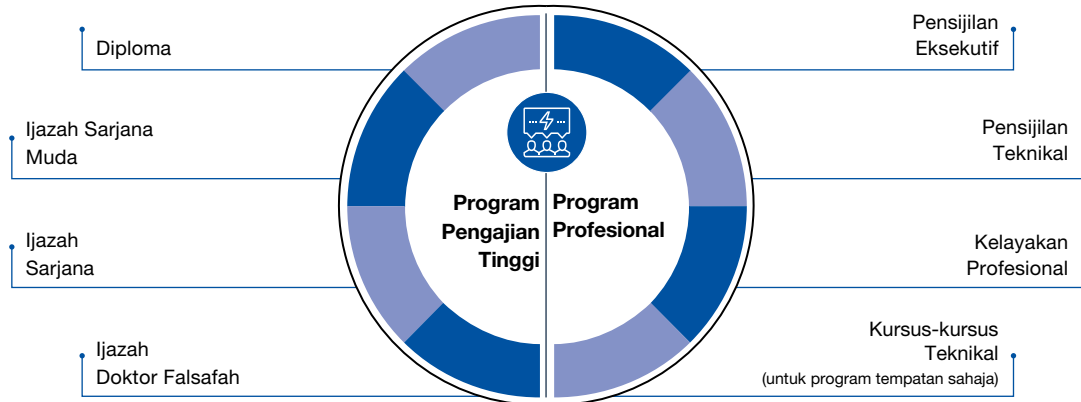 Diploma
Ijazah Sarjana
Muda
Ijazah
Sarjana
Ijazah
Doktor Falsafah
Program
Pengajian
Tinggi
Program
Profesional
Pensijilan
Eksekutif
Pensijilan
Teknikal
Kelayakan
Profesional
Kursus-kursus
Teknikal
(untuk program tempatan sahaja)